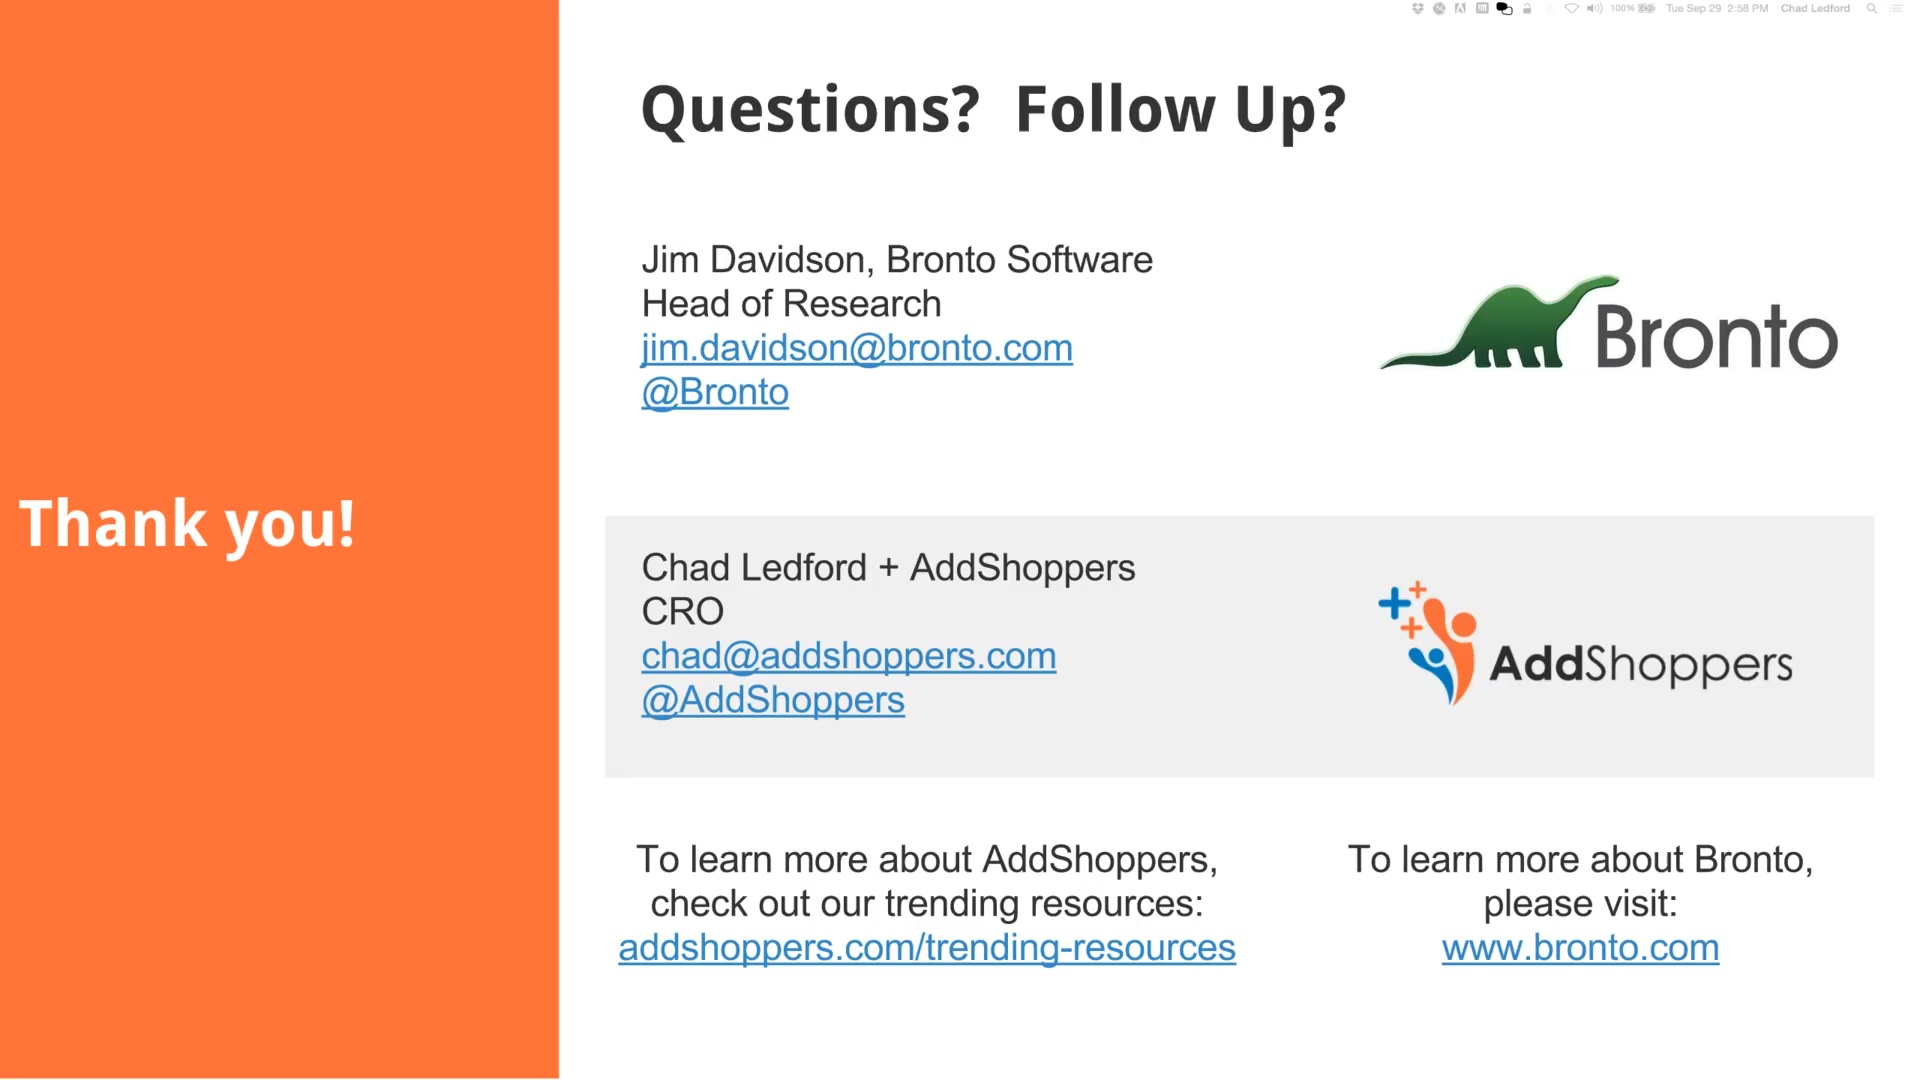 100% Tue Sep 29 2:58 PM Chad Ledford
Questions? Follow Up?
Jim Davidson, Bronto Software
Head of Research
jim.davidson@bronto.com
@Bronto
Bronto
Thank you!
Chad Ledford + AddShoppers
CRO
chad@addshoppers.com
@AddShoppers
AddShoppers
To learn more about AddShoppers,
check out our trending resources:
addshoppers.com/trending-resources
To learn more about Bronto,
please visit:
www.bronto.com